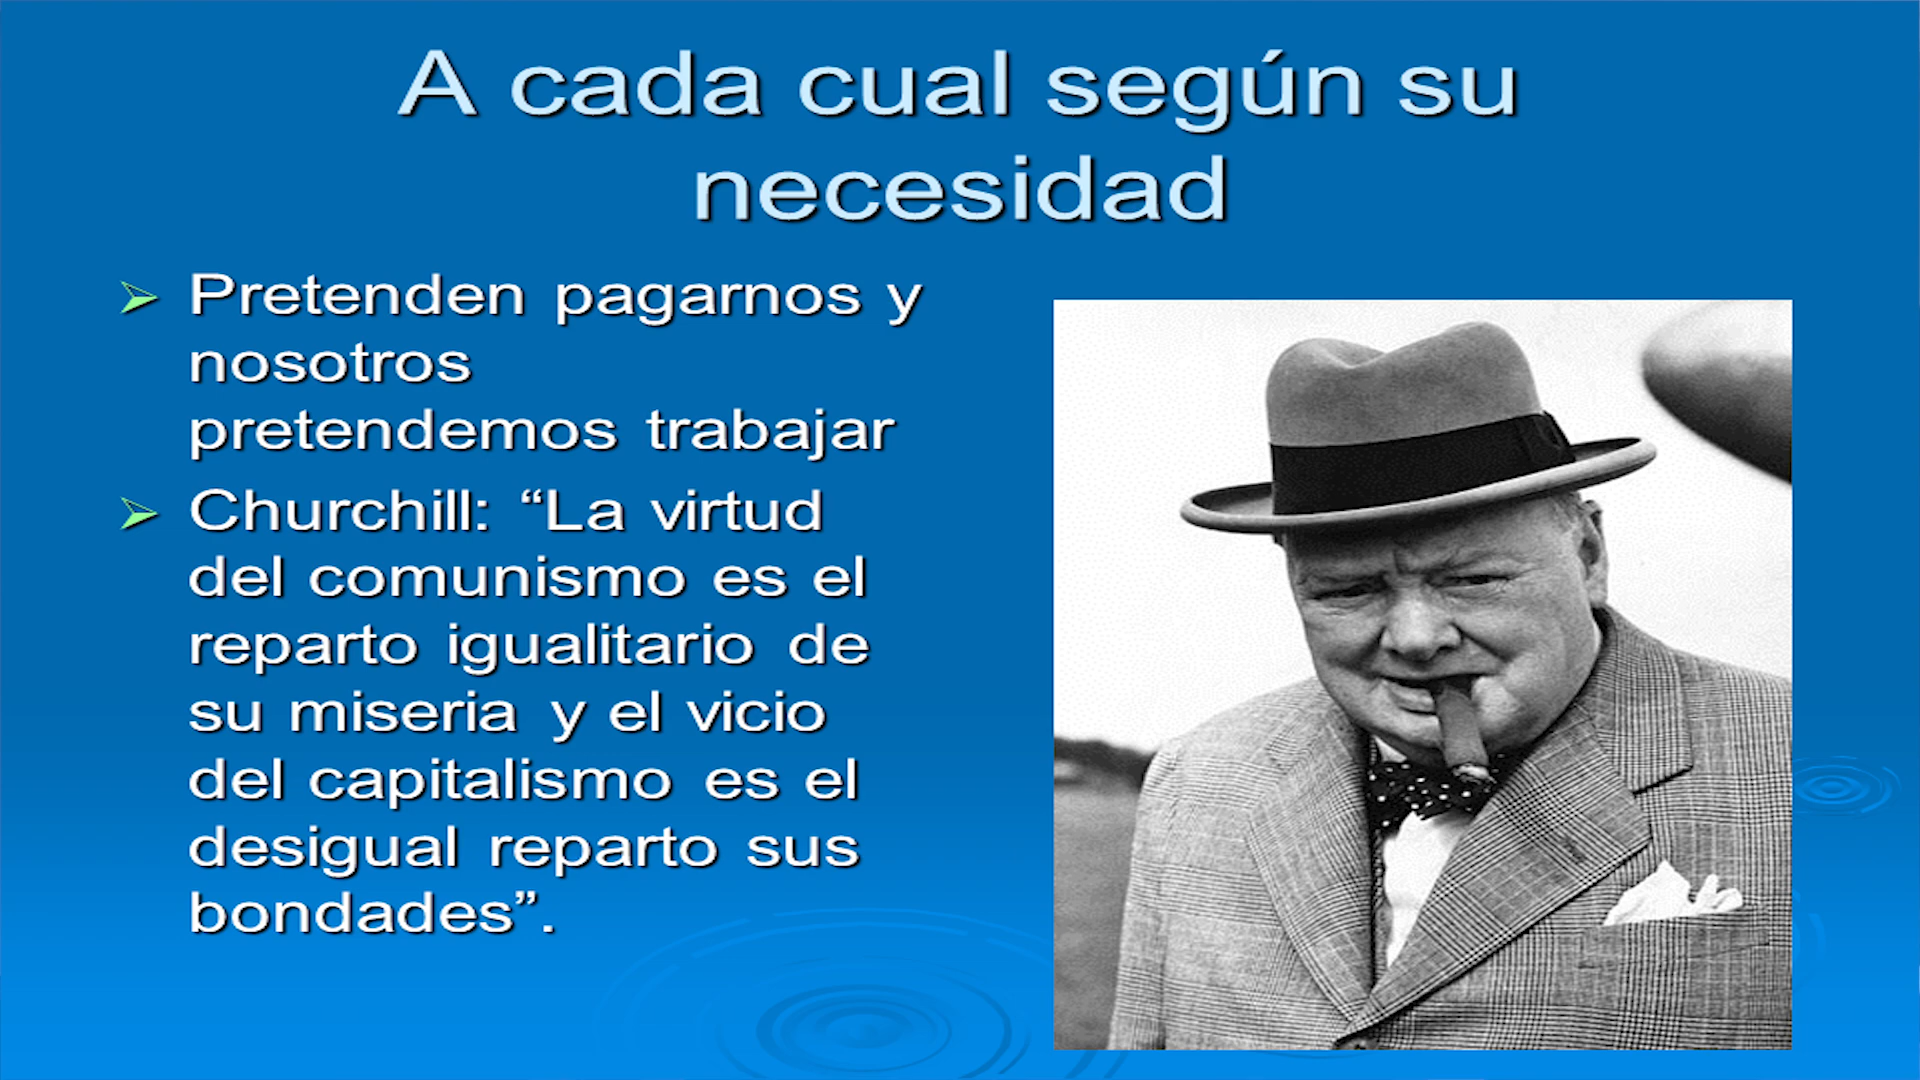 A cada cual según su
necesidad
Pretenden pagarnos y
nosotros
pretendemos trabajar
Churchill: “La virtud
del comunismo es el
reparto igualitario de
su miseria y el vicio
del capitalismo es el
desigual reparto sus
bondades”.